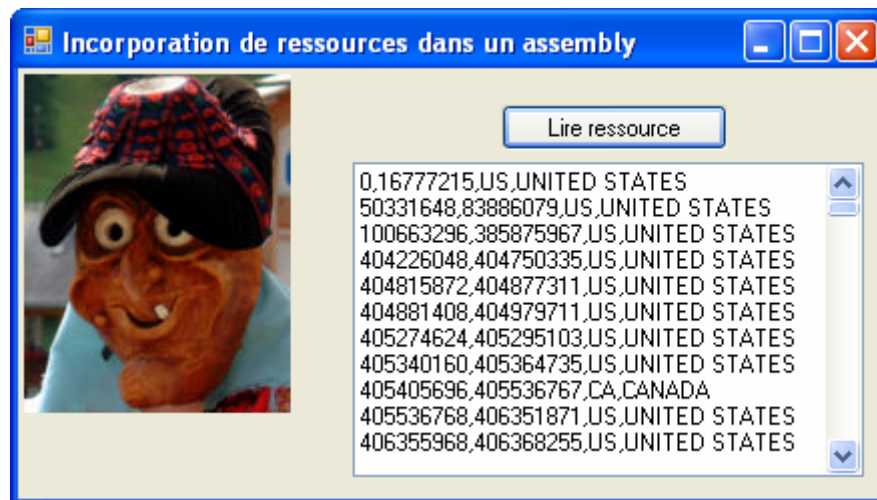 Incorporation de ressources dans un assembly
Lire ressource
0,16777215,US,UNITED STATES
50331648,83886079,US,UNITED STATES
100663296,385875967,US,UNITED STATES
404226048,404750335,US,UNITED STATES
404815872,404877311,US,UNITED STATES
404881408,404979711,US,UNITED STATES
405274624,405295103,US,UNITED STATES
405340160,405364735,US,UNITED STATES
405405696,405536767,CA,CANADA
405536768,406351871,US,UNITED STATES
406355968,406368255,US,UNITED STATES